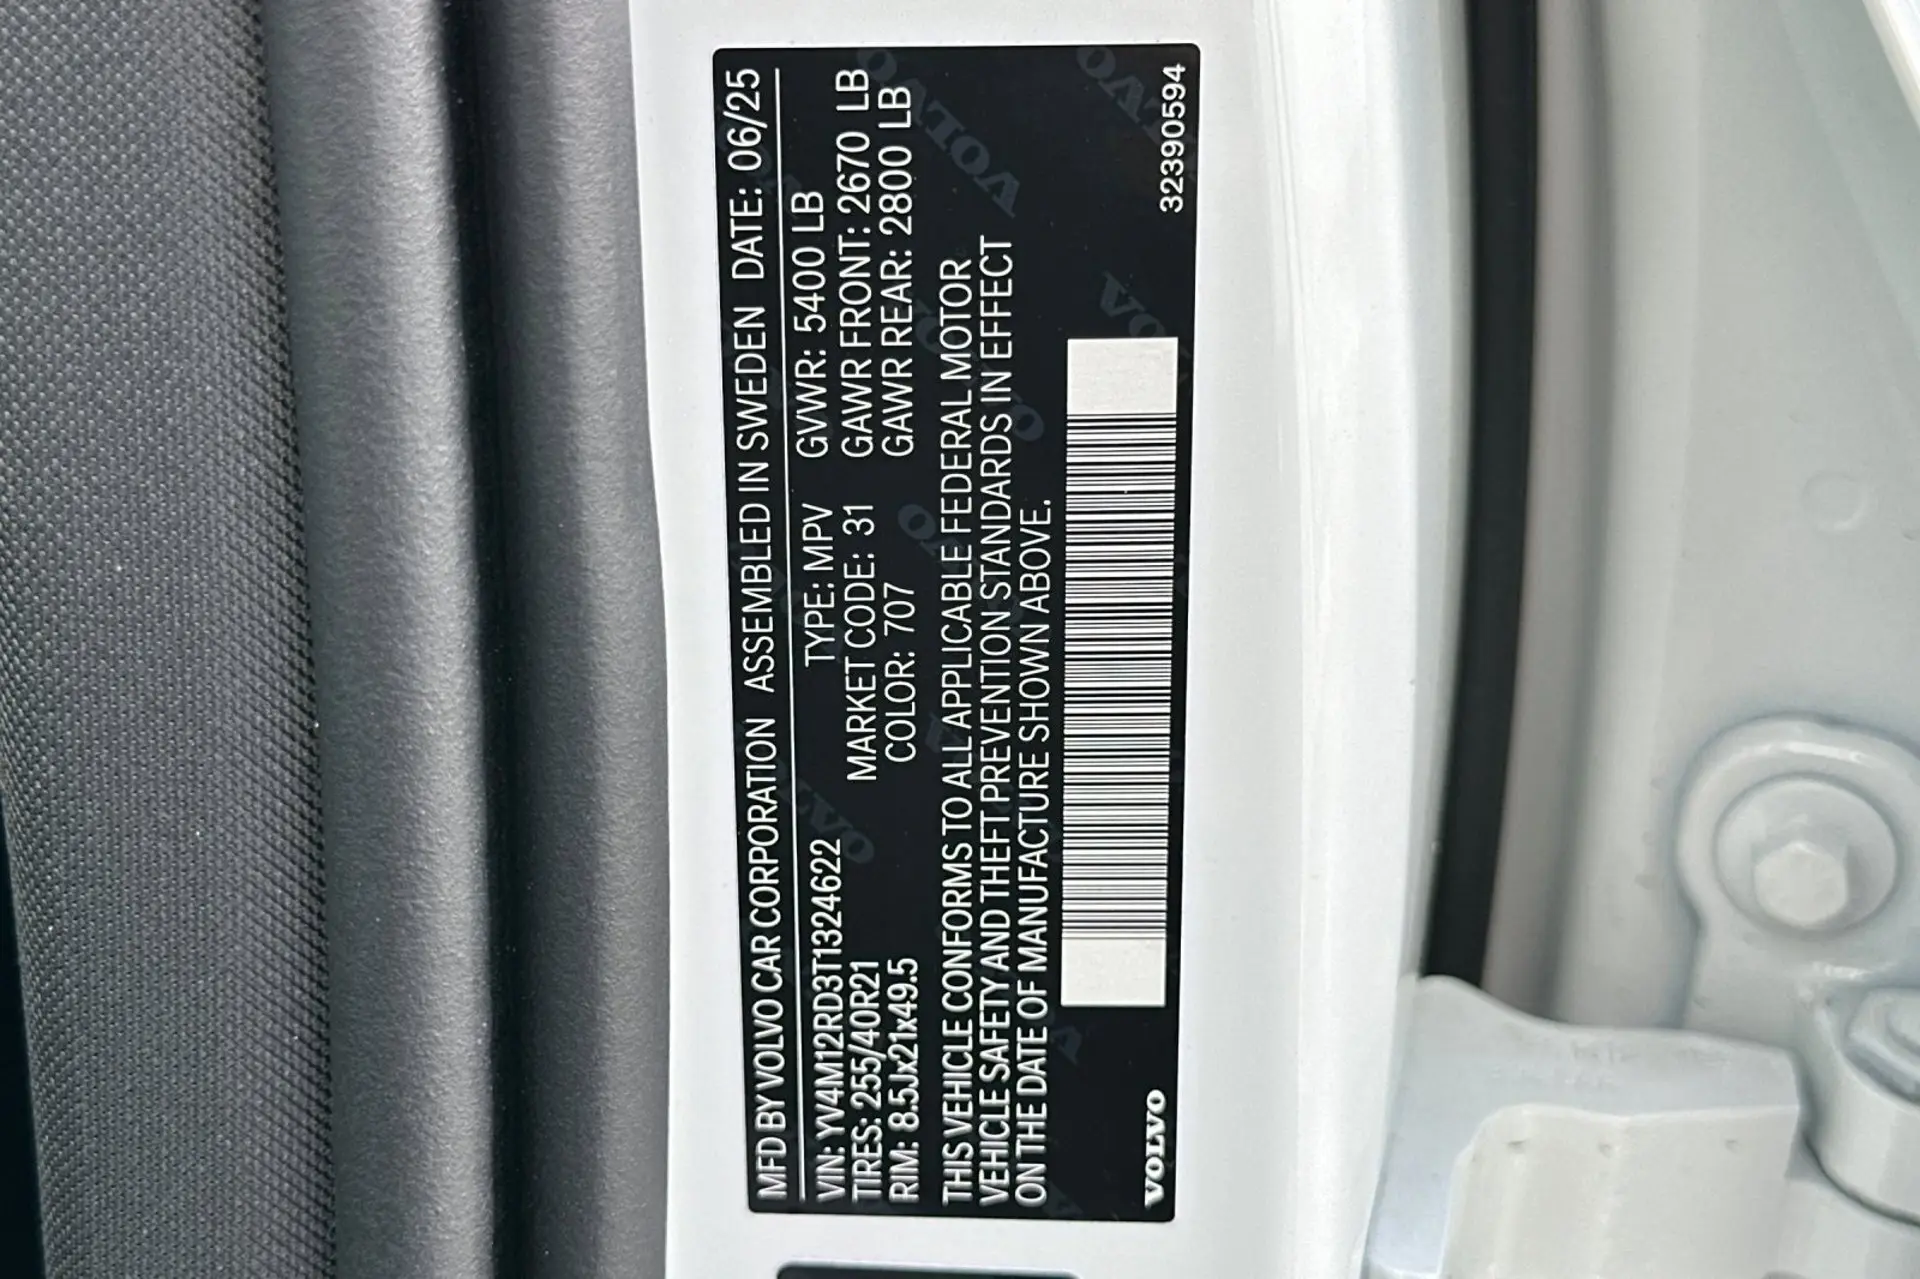 MFD BY VOLVO CAR CORPORATION ASSEMBLED IN SWEDEN DATE: 06/25
VIN: YV4M12RD3T1324622 TYPE: MPV GVWR: 5400 LB
TIRES: 255/40R21 MARKET CODE: 31 GAWR FRONT: 2670 LB
RIM: 8.5Jx21x49.5 COLOR: 707 GAWR REAR: 2800 LB
THIS VEHICLE CONFORMS TO ALL APPLICABLE FEDERAL MOTOR
VEHICLE SAFETY AND THEFT PREVENTION STANDARDS IN EFFECT
ON THE DATE OF MANUFACTURE SHOWN ABOVE.
VOLVO 32390594